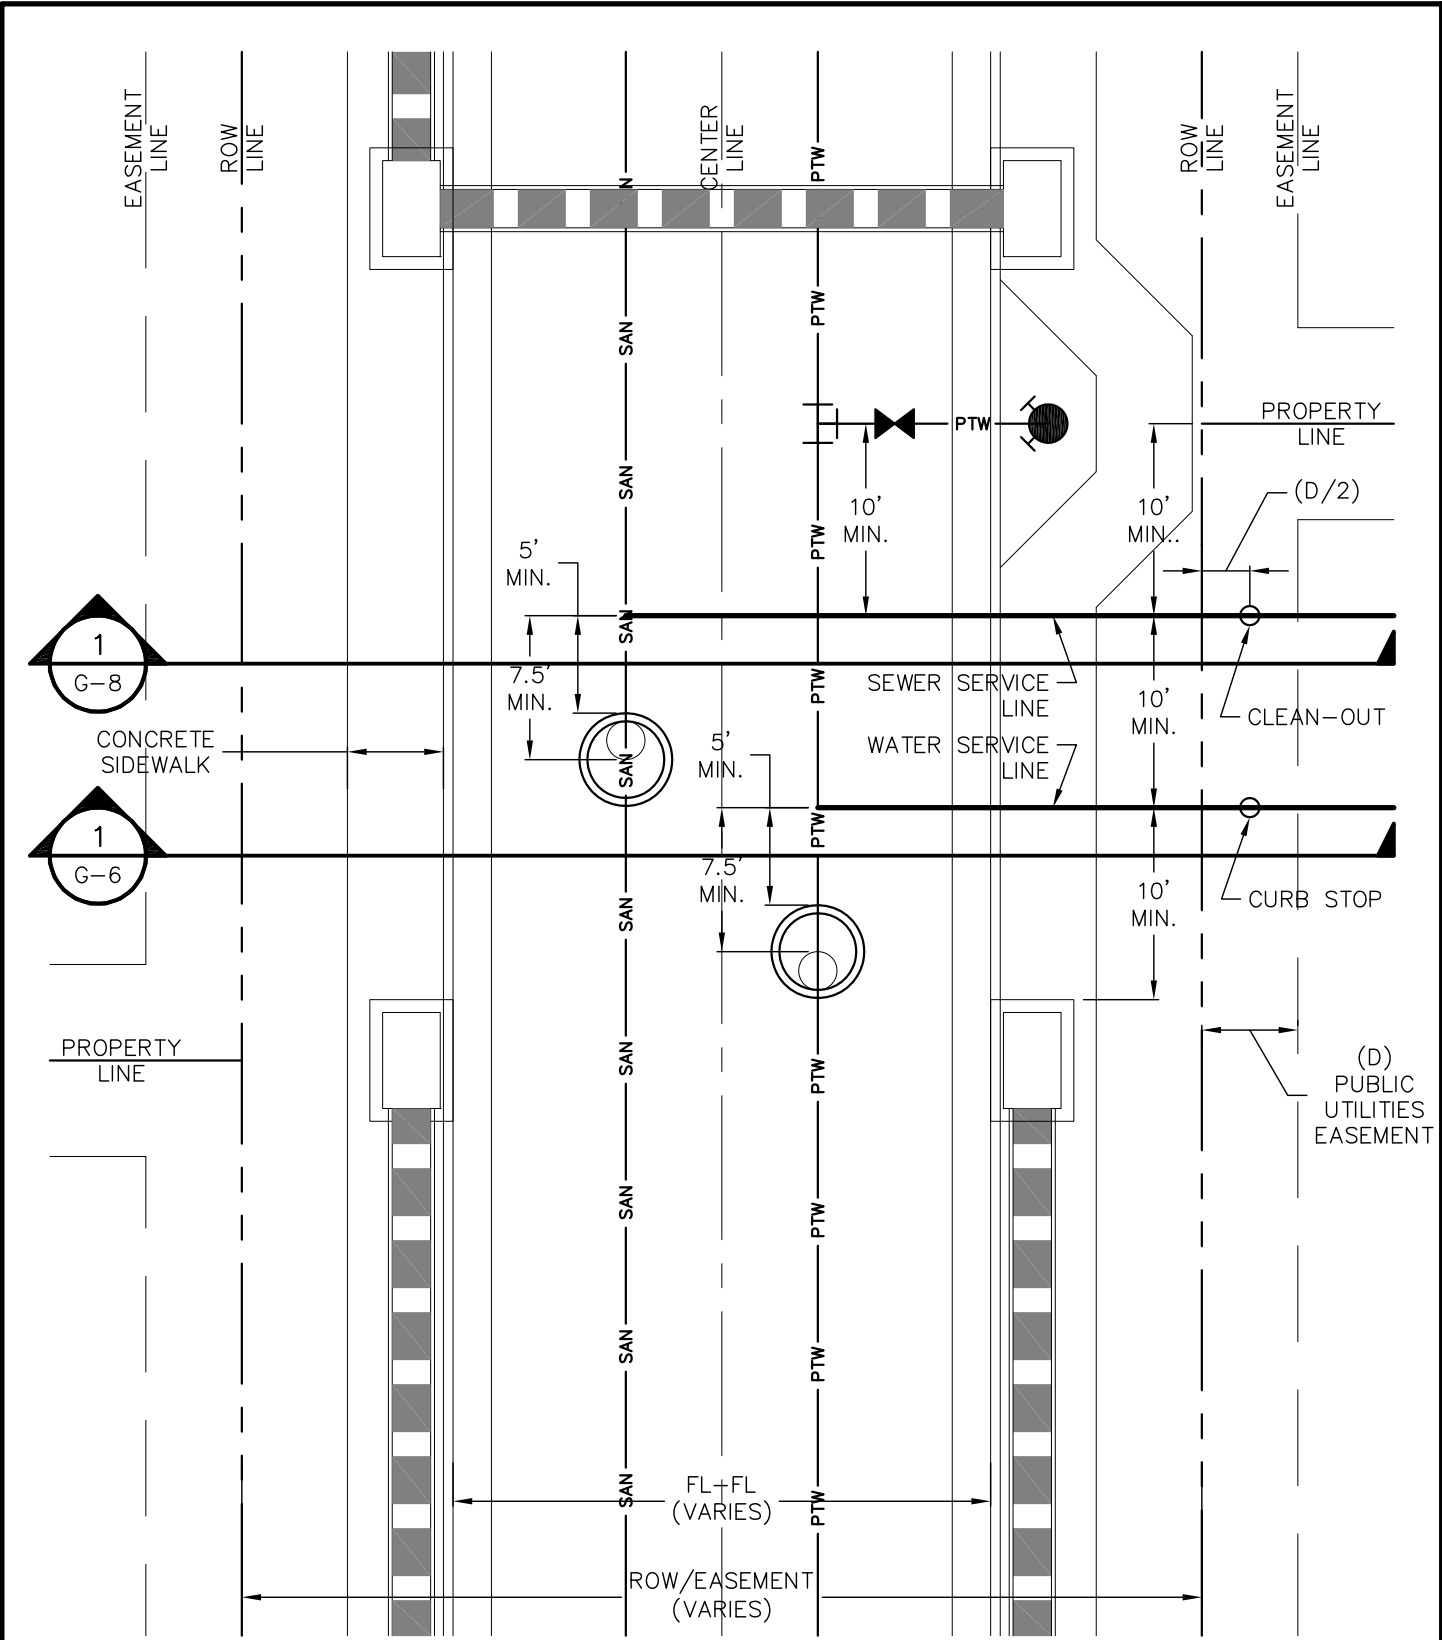 EASEMENT
LINE
ROW
LINE
CENTER
LINE
ROW
LINE
EASEMENT
LINE
PTW
N
PTW
SAN
PROPERTY
LINE
PTW
SAN
(D/2)
10'
MIN.
10'
MIN..
PTW
5'
MIN.
SAN
1
G-8
7.5'
MIN.
PTW
SEWER SERVICE
LINE
10'
MIN.
CLEAN-OUT
CONCRETE
SIDEWALK
SAN
5'
MIN.
WATER SERVICE
LINE
PTW
1
G-6
7.5'
MIN.
10'
MIN.
CURB STOP
SAN
PROPERTY
LINE
SAN
PTW
(D)
PUBLIC
UTILITIES
EASEMENT
SAN
PTW
SAN
PTW
SAN
FL-FL
(VARIES)
PTW
ROW/EASEMENT
(VARIES)